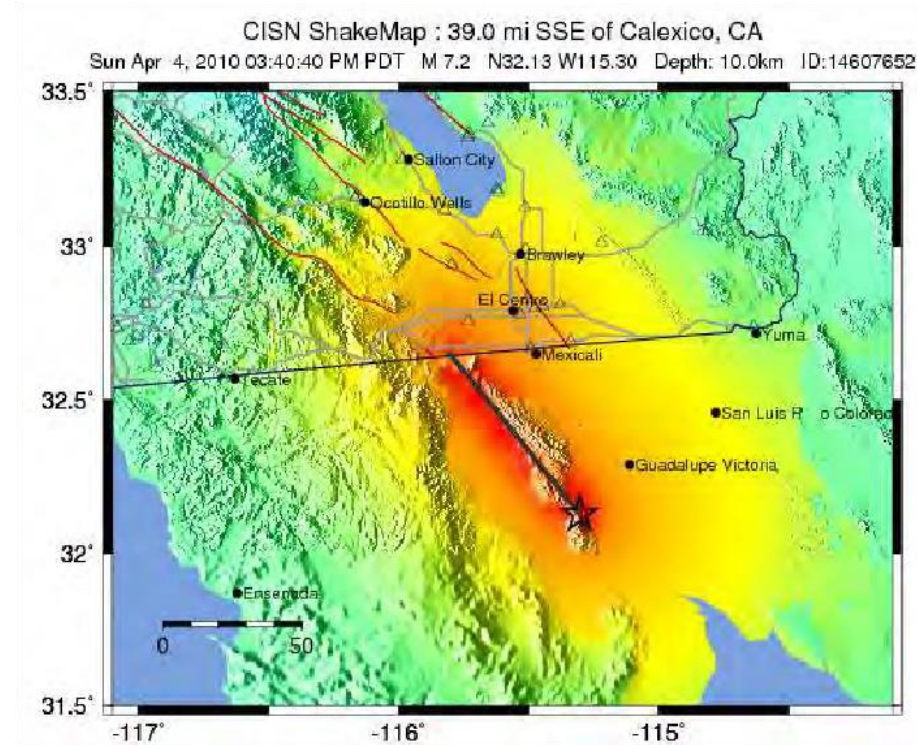 CISN ShakeMap : 39.0 mi SSE of Calexico, CA
Sun Apr 4, 2010 03:40:40 PM PDT M 7.2 N32.13 W115.30 Depth: 10.0km ID:14607652
33.5°
Salton City
Ocotillo Wells
33°
Brawley
El Centro
Yuma
Mexicali
Tecate
32.5°
San Luis R o Colorad
Guadalupe Victoria
32°
Ensenada
0 50
31.5°
-117° -116° -115°